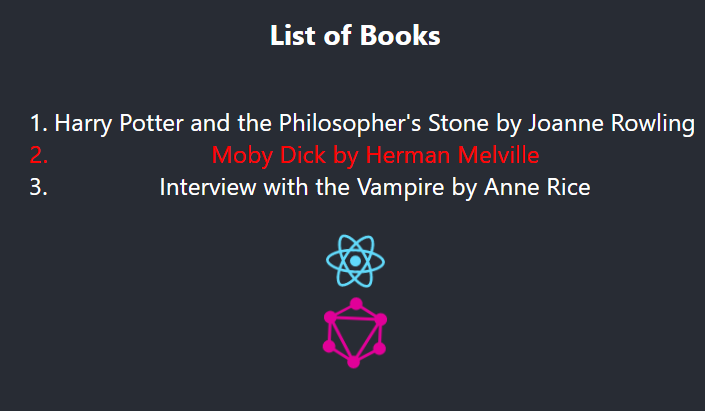 List of Books
1. Harry Potter and the Philosopher's Stone by Joanne Rowling
2. Moby Dick by Herman Melville
3. Interview with the Vampire by Anne Rice